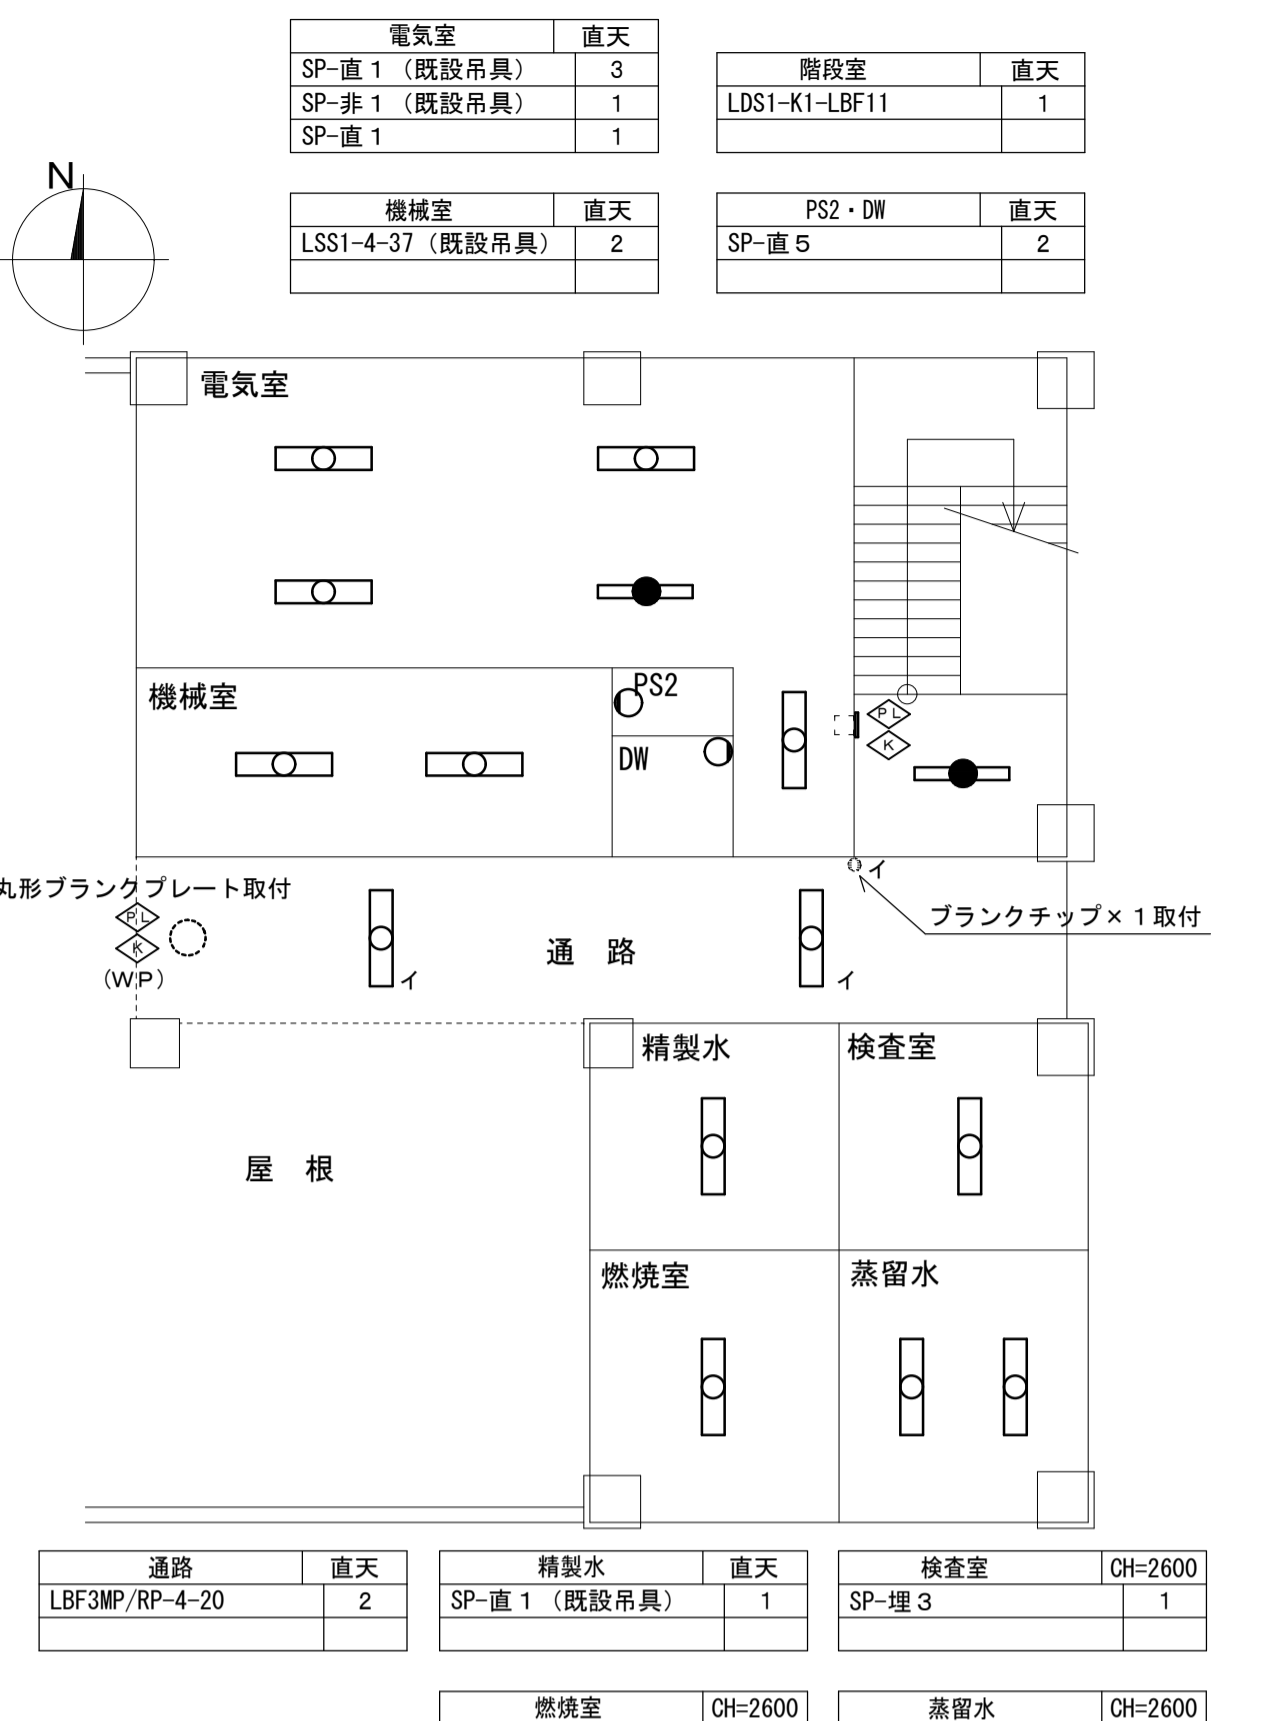 電気室 直天
SP-直１（既設吊具） 3
SP-非１（既設吊具） 1
SP-直１ 1
階段室 直天
LDS1-K1-LBF11 1
N
機械室 直天
LSS1-4-37（既設吊具） 2
PS2・DW 直天
SP-直５ 2
電気室
機械室
PS2
DW
PL
K
イ
丸形ブランクプレート取付
ブランクチップ×１取付
PL
K
(WP)
通 路
イ
イ
精製水
検査室
屋 根
燃焼室
蒸留水
通路 直天
LBF3MP/RP-4-20 2
精製水 直天
SP-直１（既設吊具） 1
検査室 CH=2600
SP-埋３ 1
燃焼室 CH=2600
蒸留水 CH=2600